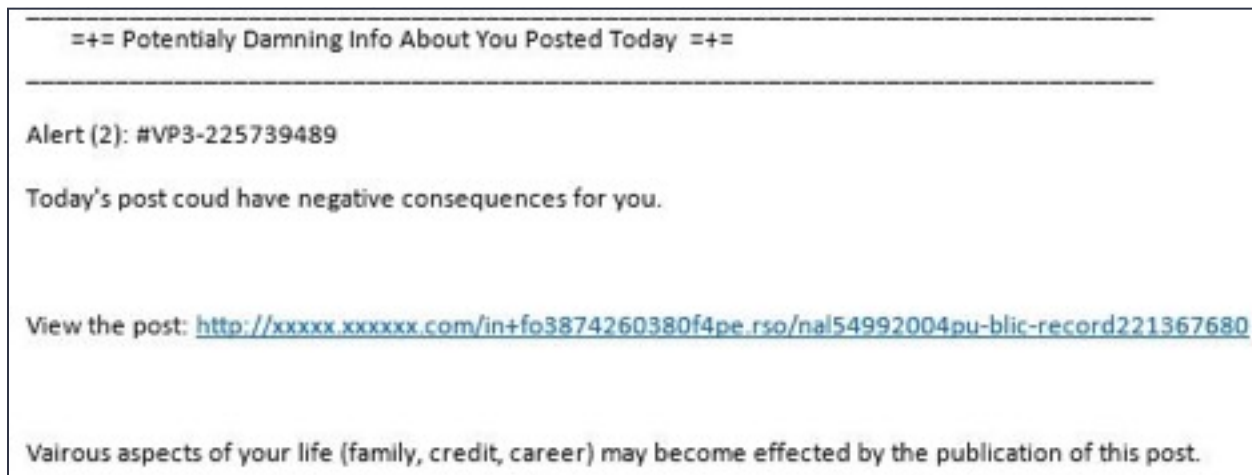 =+= Potentialy Damning Info About You Posted Today =+=
Alert (2): #VP3-225739489
Today's post coud have negative consequences for you.
View the post: http://xxxxx.xxxxxx.com/in+fo3874260380f4pe.rso/nal54992004pu-blic-record221367680
Vairous aspects of your life (family, credit, career) may become effected by the publication of this post.